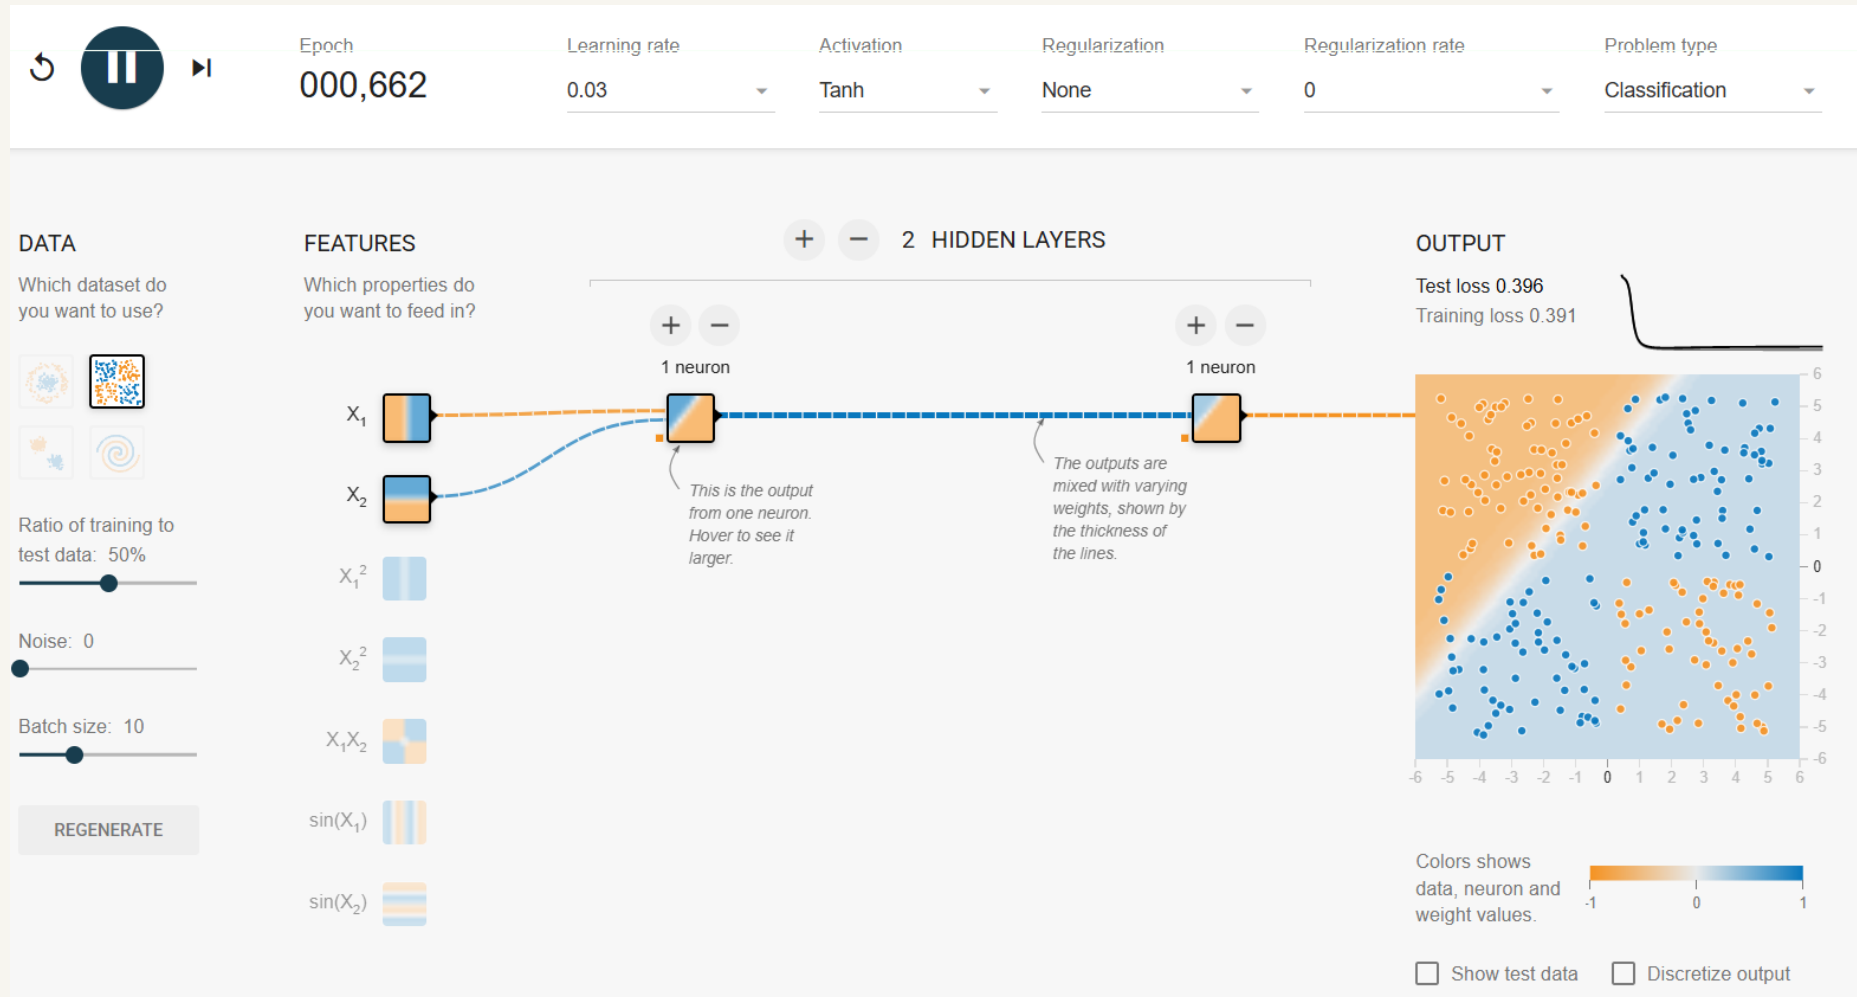 Epoch
000,662
Learning rate
0.03
Activation
Tanh
Regularization
None
Regularization rate
0
Problem type
Classification
DATA
Which dataset do
you want to use?
Ratio of training to
test data: 50%
Noise: 0
Batch size: 10
REGENERATE
FEATURES
Which properties do
you want to feed in?
X1
X2
X1²
X2²
X1X2
sin(X1)
sin(X2)
+ − 2 HIDDEN LAYERS
+ −
1 neuron
This is the output
from one neuron.
Hover to see it
larger.
+ −
1 neuron
The outputs are
mixed with varying
weights, shown by
the thickness of
the lines.
OUTPUT
Test loss 0.396
Training loss 0.391
6
5
4
3
2
1
0
-1
-2
-3
-4
-5
-6
-6 -5 -4 -3 -2 -1 0 1 2 3 4 5 6
Colors shows
data, neuron and
weight values.
-1 0 1
Show test data
Discretize output